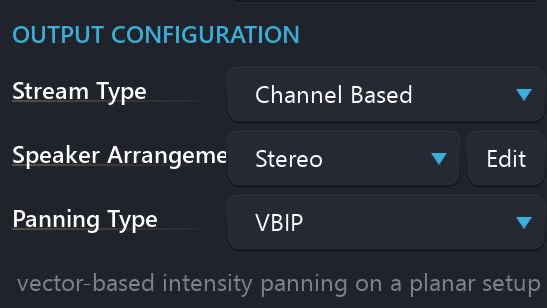 OUTPUT CONFIGURATION
Stream Type Channel Based
Speaker Arrangeme Stereo Edit
Panning Type VBIP
vector-based intensity panning on a planar setup